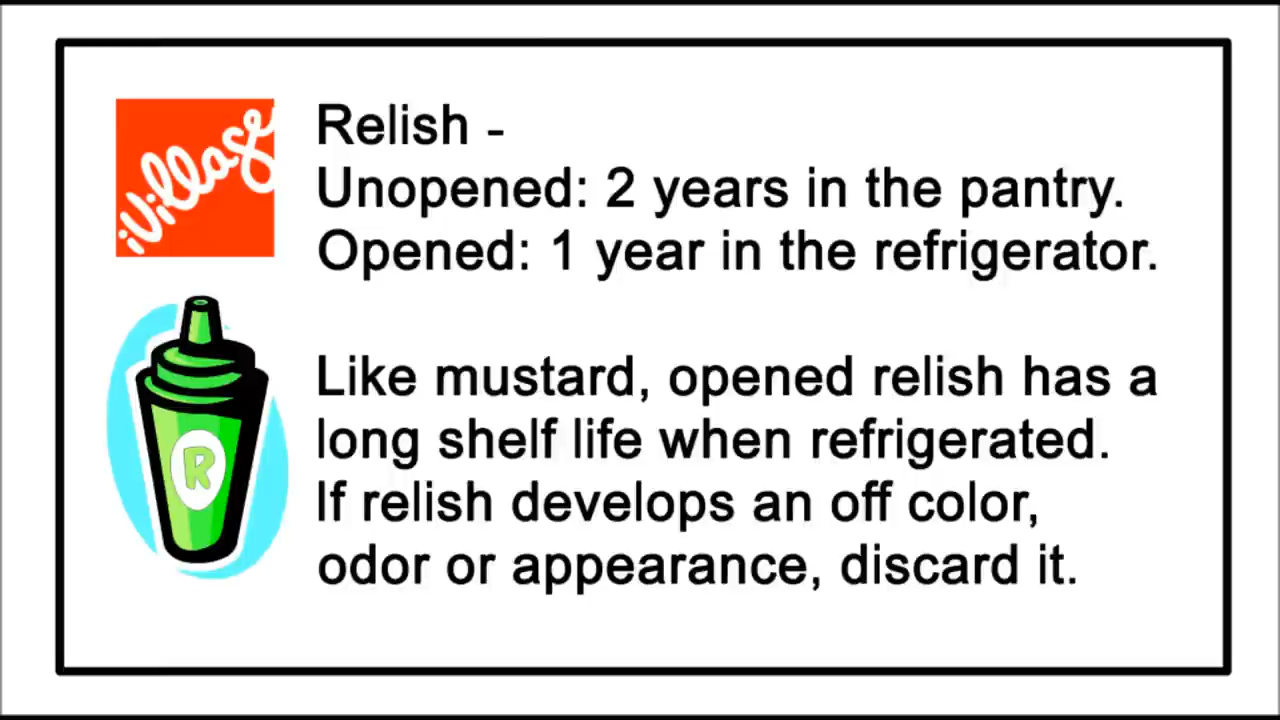 iVillage
Relish -
Unopened: 2 years in the pantry.
Opened: 1 year in the refrigerator.
R
Like mustard, opened relish has a
long shelf life when refrigerated.
If relish develops an off color,
odor or appearance, discard it.